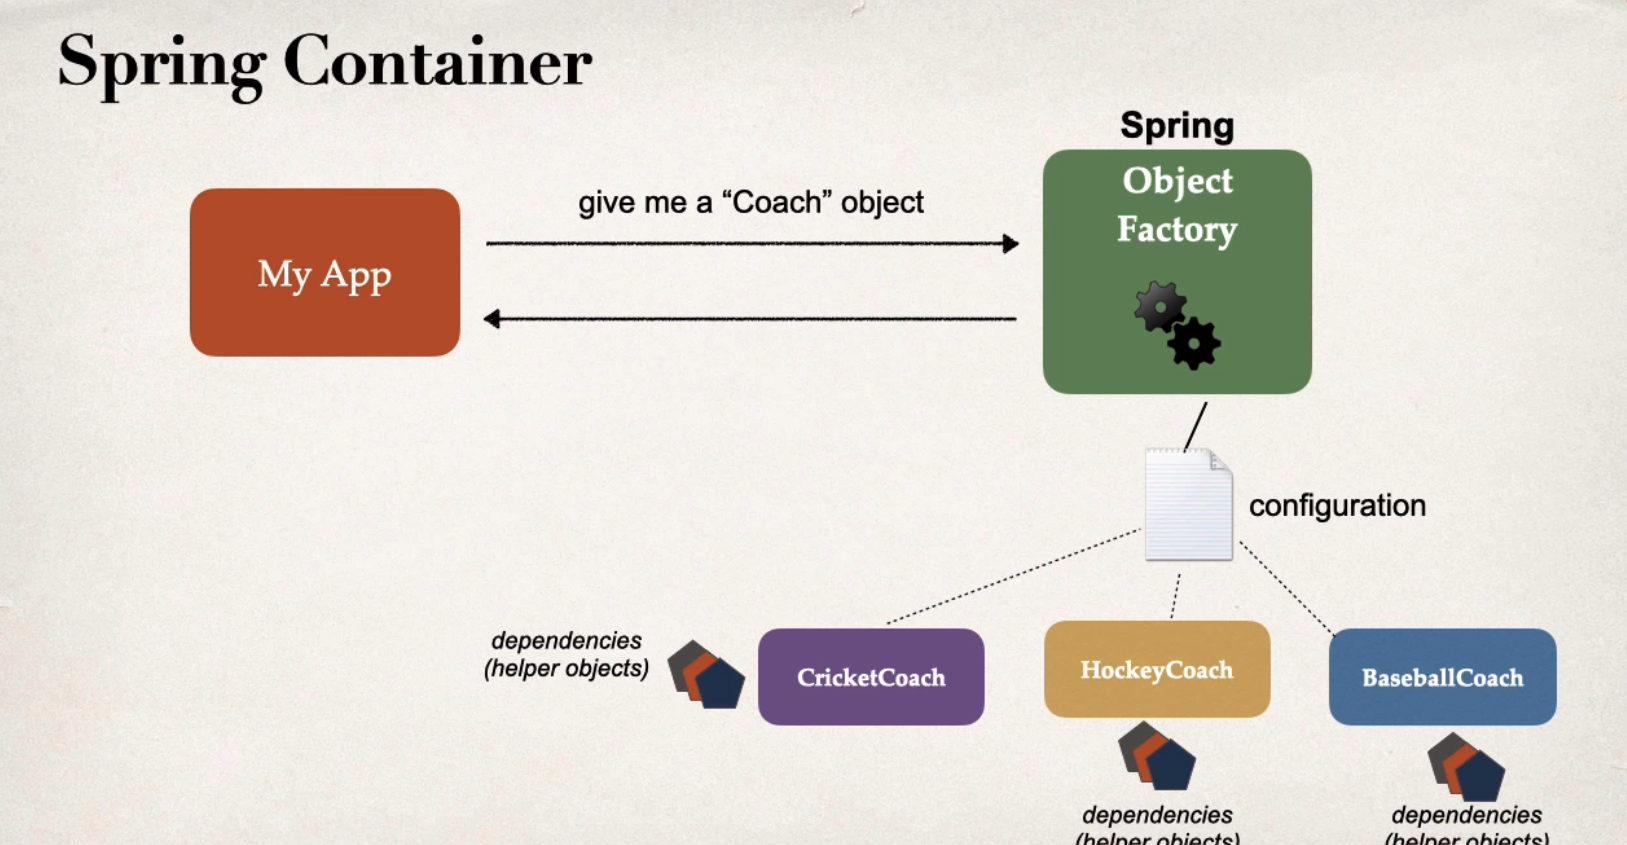 Spring Container
Spring
Object
Factory
give me a “Coach” object
My App
configuration
dependencies
(helper objects)
CricketCoach
HockeyCoach
BaseballCoach
dependencies
(helper objects)
dependencies
(helper objects)